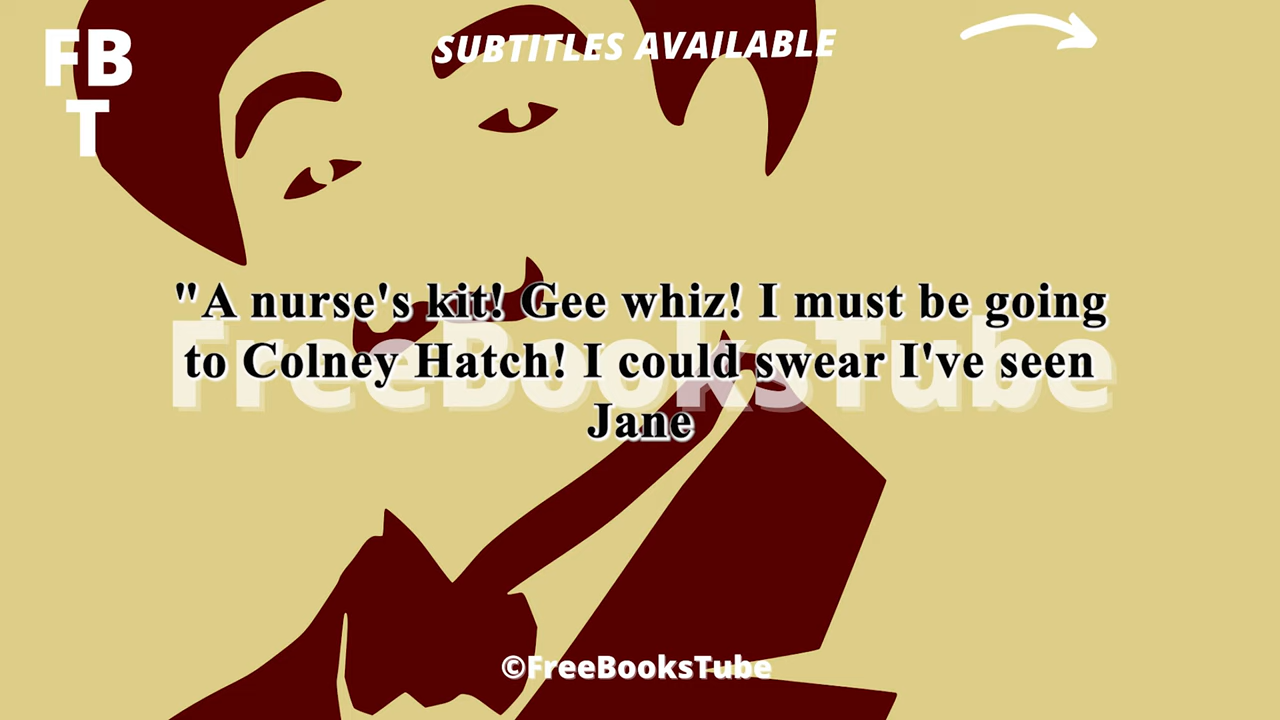 FB
T
SUBTITLES AVAILABLE
"A nurse's kit! Gee whiz! I must be going
to Colney Hatch! I could swear I've seen
Jane
FreeBooksTube
©FreeBooksTube